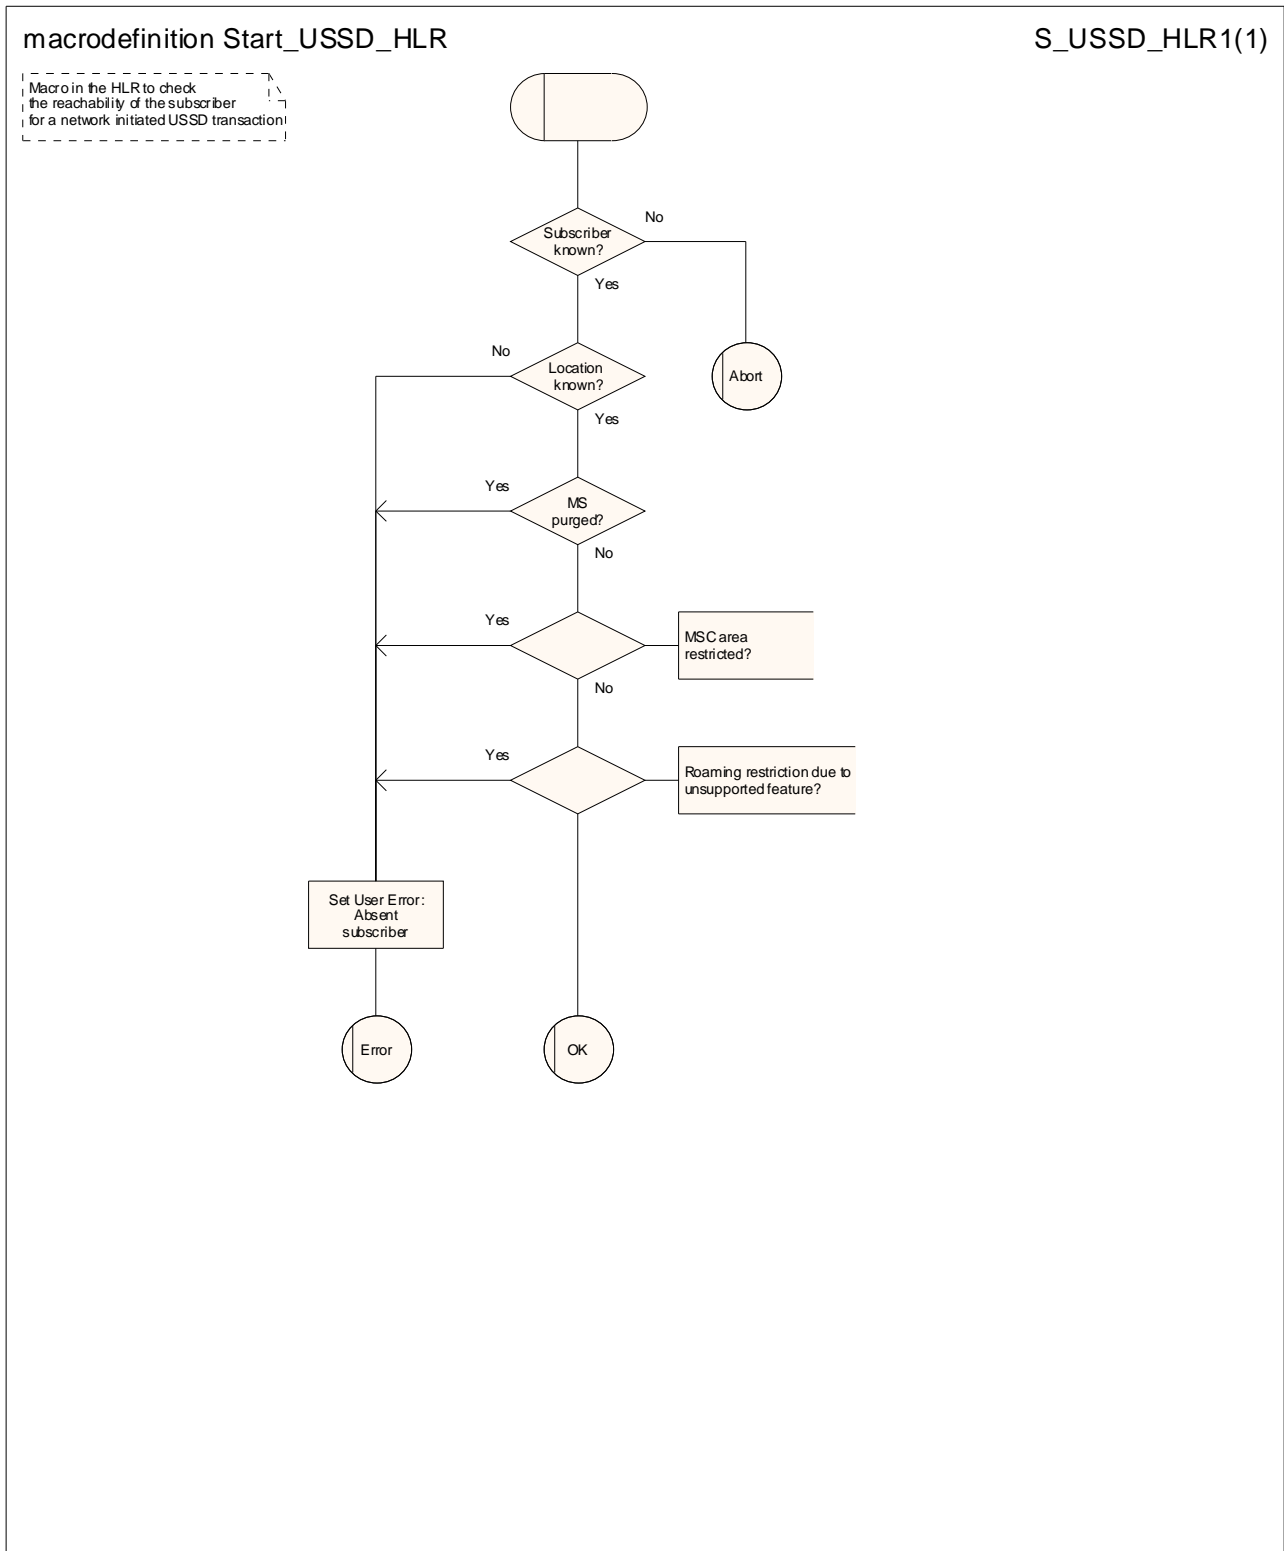 macrodefinition Start_USSD_HLR
S_USSD_HLR1(1)
Macro in the HLR to check
the reachability of the subscriber
for a network initiated USSD transaction
Subscriber
known?
No
Yes
Location
known?
No
Abort
Yes
Yes
MS
purged?
No
Yes
MSC area
restricted?
No
Yes
Roaming restriction due to
unsupported feature?
Set User Error:
Absent
subscriber
Error
OK